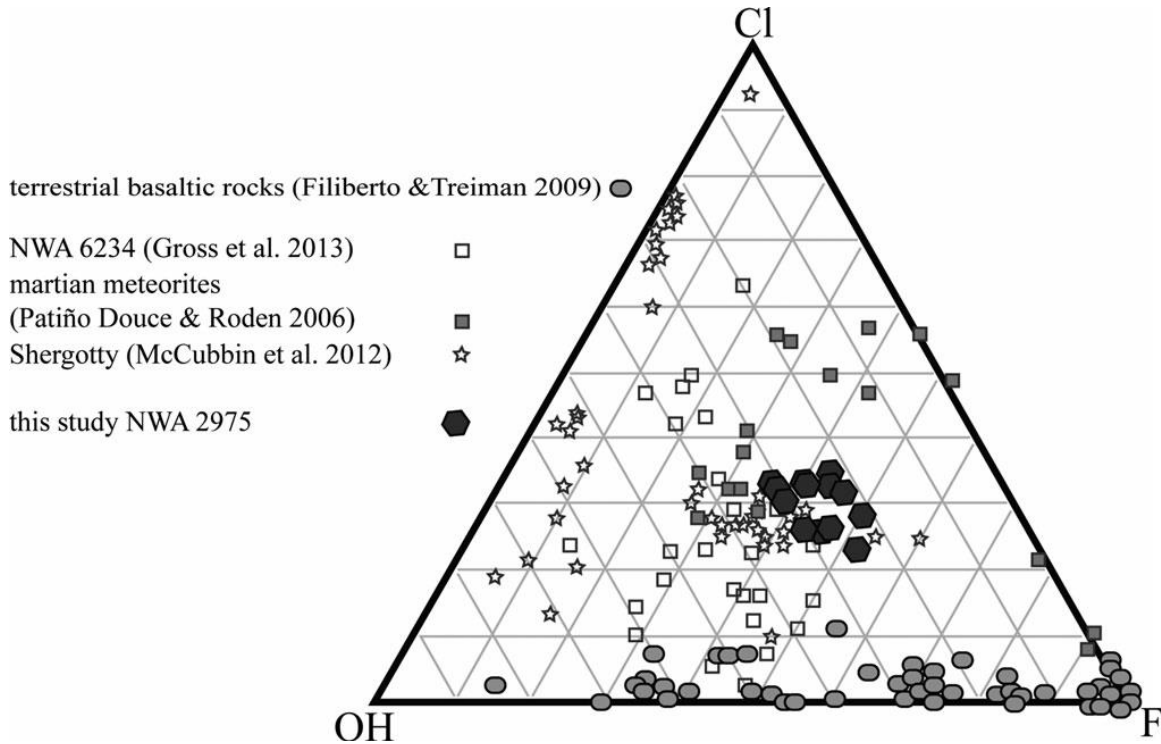 Cl
terrestrial basaltic rocks (Filiberto &Treiman 2009)
NWA 6234 (Gross et al. 2013)
martian meteorites
(Patiño Douce & Roden 2006)
Shergotty (McCubbin et al. 2012)
this study NWA 2975
OH
F